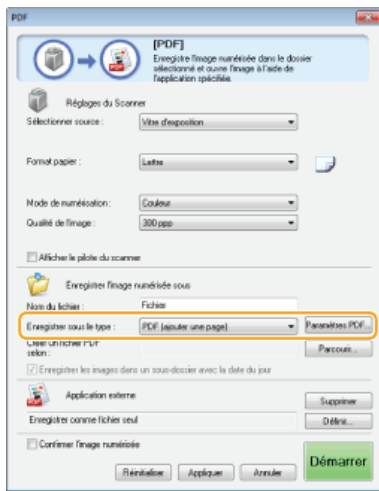 PDF
[PDF]
Enregistre l'image numérisée dans le dossier
sélectionné et ouvre l'image à l'aide de
l'application spécifiée.
Réglages du Scanner
Sélectionner source :
Vitre d'exposition
Format papier :
Lettre
Mode de numérisation :
Couleur
Qualité de l'image :
300 ppp
Afficher le pilote du scanner
Enregistrer l'image numérisée sous
Nom du fichier :
Fichier
Enregistrer sous le type :
PDF (ajouter une page)
Paramètres PDF...
Créer un fichier PDF
selon :
Parcourir...
Enregistrer les images dans un sous-dossier avec la date du jour
Application externe
Supprimer
Enregistrer comme fichier seul
Définir...
Confirmer l'image numérisée
Réinitialiser
Appliquer
Annuler
Démarrer